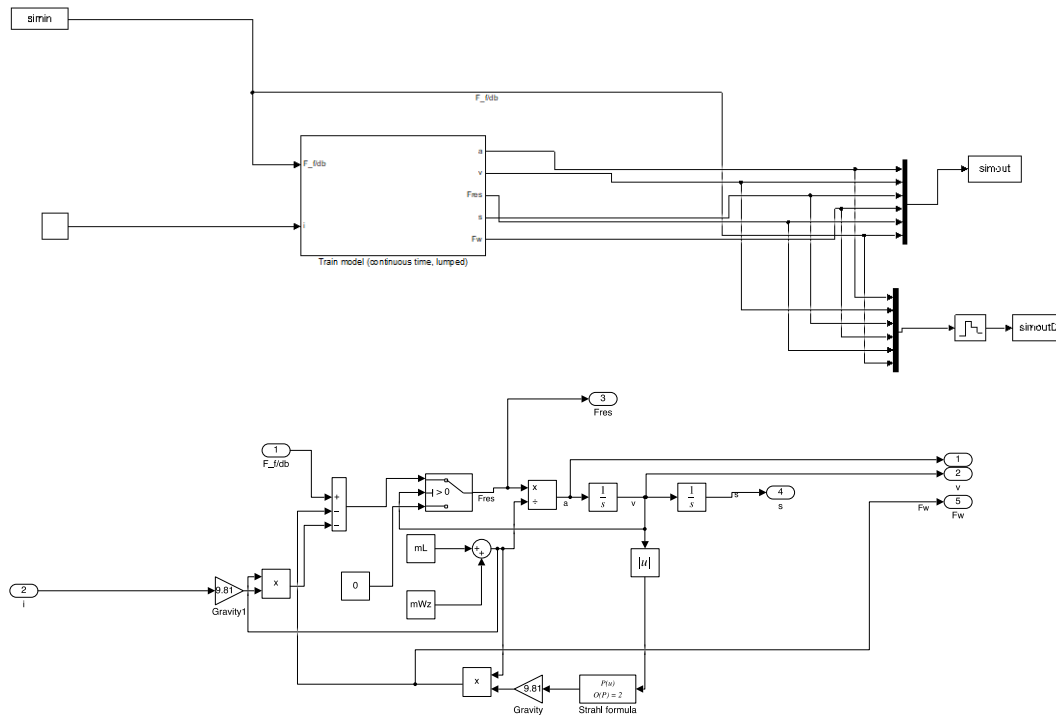 simin
F_f/db
F_f/db
i
a
v
Fres
s
Fw
Train model (continuous time, lumped)
simout
simoutD
3
Fres
1
F_f/db
+
−
−
> 0
Fres
x
÷
a
1
s
v
1
s
s
4
s
1
2
v
Fw
5
Fw
mL
+
+
|u|
0
mWz
2
i
9.81
Gravity1
x
x
9.81
Gravity
P(u)
O(P) = 2
Strahl formula